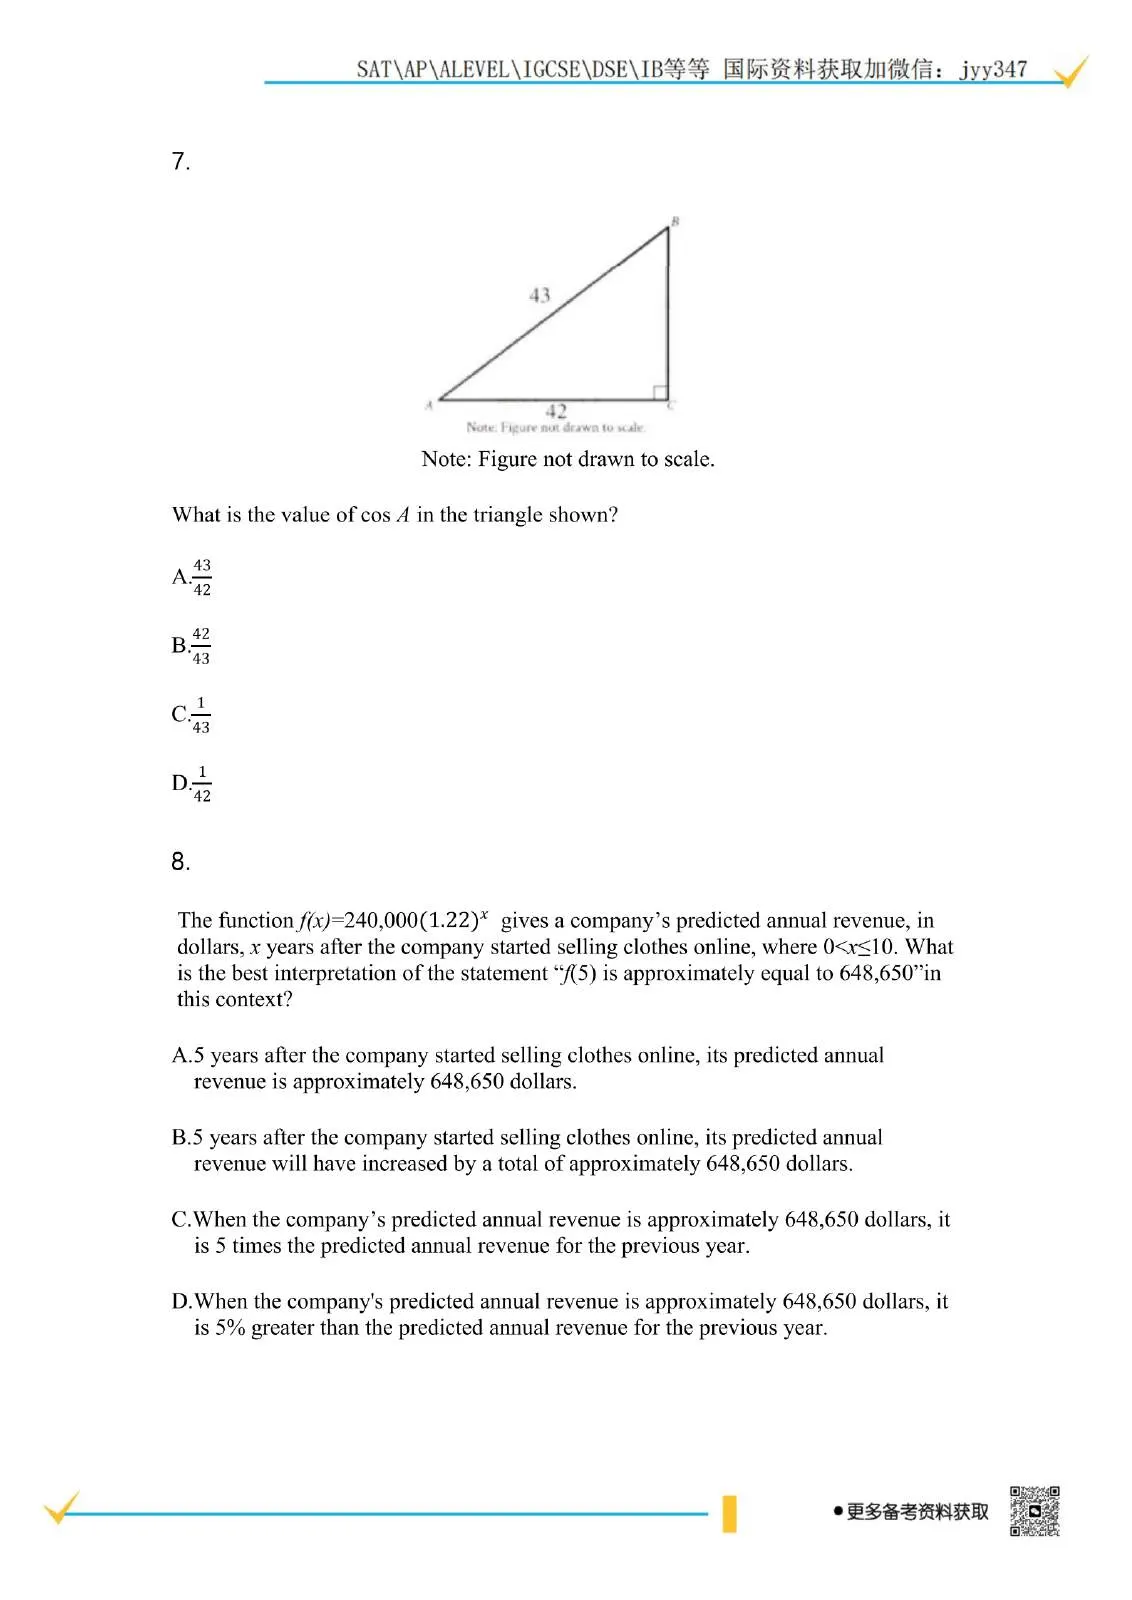 SAT\AP\ALEVEL\IGCSE\DSE\IB等等 国际资料获取加微信：jyy347
7.
B
43
A
42
C
Note: Figure not drawn to scale.
Note: Figure not drawn to scale.
What is the value of cos A in the triangle shown?
A.43/42
B.42/43
C.1/43
D.1/42
8.
The function f(x)=240,000(1.22)^x gives a company's predicted annual revenue, in
dollars, x years after the company started selling clothes online, where 0<x≤10. What
is the best interpretation of the statement “f(5) is approximately equal to 648,650”in
this context?
A.5 years after the company started selling clothes online, its predicted annual
revenue is approximately 648,650 dollars.
B.5 years after the company started selling clothes online, its predicted annual
revenue will have increased by a total of approximately 648,650 dollars.
C.When the company's predicted annual revenue is approximately 648,650 dollars, it
is 5 times the predicted annual revenue for the previous year.
D.When the company's predicted annual revenue is approximately 648,650 dollars, it
is 5% greater than the predicted annual revenue for the previous year.
●更多备考资料获取